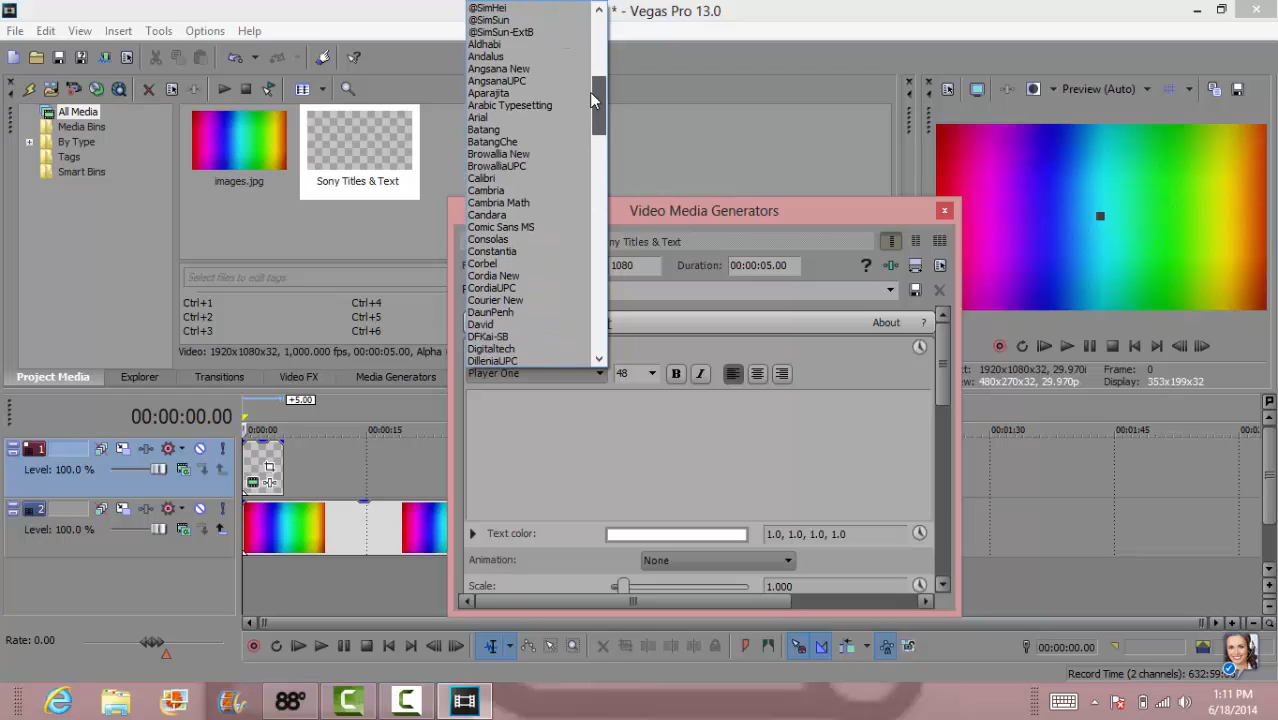 * - Vegas Pro 13.0
File Edit View Insert Tools Options Help
@SimHei
@SimSun
@SimSun-ExtB
Aldhabi
Andalus
Angsana New
AngsanaUPC
Aparajita
Arabic Typesetting
Arial
Batang
BatangChe
Browallia New
BrowalliaUPC
Calibri
Cambria
Cambria Math
Candara
Comic Sans MS
Consolas
Constantia
Corbel
Cordia New
CordiaUPC
Courier New
DaunPenh
David
DFKai-SB
Digitaltech
DilleniaUPC
Preview (Auto)
All Media
Media Bins
By Type
Tags
Smart Bins
images.jpg
Sony Titles & Text
Select files to edit tags
Ctrl+1 Ctrl+4
Ctrl+2 Ctrl+5
Ctrl+3 Ctrl+6
Video: 1920x1080x32, 1,000.000 fps, 00:00:05.00, Alpha
Project Media Explorer Transitions Video FX Media Generators
Video Media Generators
ny Titles & Text
1080 Duration: 00:00:05.00
About ?
Player One 48 B I
Text color: 1.0, 1.0, 1.0, 1.0
Animation: None
Scale: 1.000
1920x1080x32, 29.970i Frame: 0
480x270x32, 29.970p Display: 353x199x32
00:00:00.00
+5.00
0:00:00 00:00:15 00:01:30 00:01:45 00:0
1
Level: 100.0 %
2
Level: 100.0 %
Rate: 0.00
00:00:00.00
Record Time (2 channels): 632:59:
88°
1:11 PM
6/18/2014